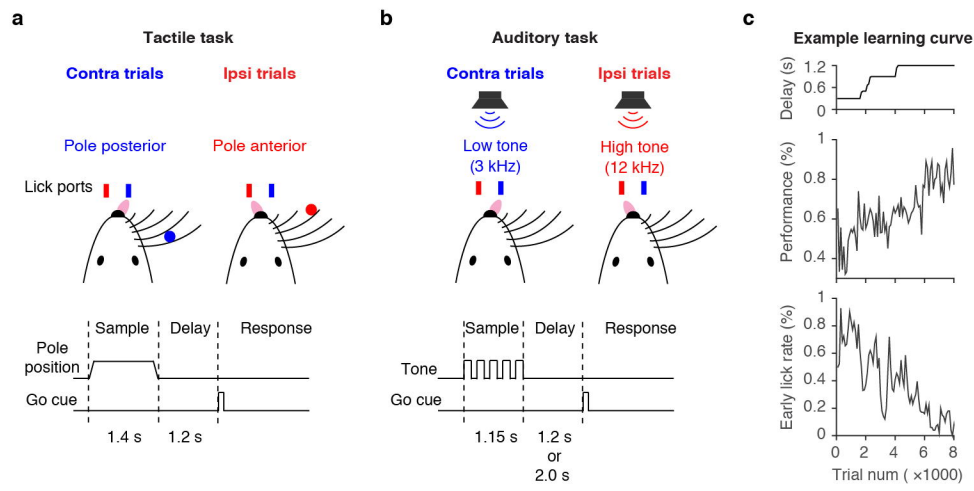 a
Tactile task
Contra trials
Ipsi trials
Pole posterior
Pole anterior
Lick ports
Sample
Delay
Response
Pole
position
Go cue
1.4 s
1.2 s
b
Auditory task
Contra trials
Ipsi trials
Low tone
(3 kHz)
High tone
(12 kHz)
Sample
Delay
Response
Tone
Go cue
1.15 s
1.2 s
or
2.0 s
c
Example learning curve
Delay (s)
1.2
0.6
0
Performance (%)
1
0.8
0.6
0.4
Early lick rate (%)
1
0.8
0.6
0.4
0.2
0
0 2 4 6 8
Trial num ( ×1000)